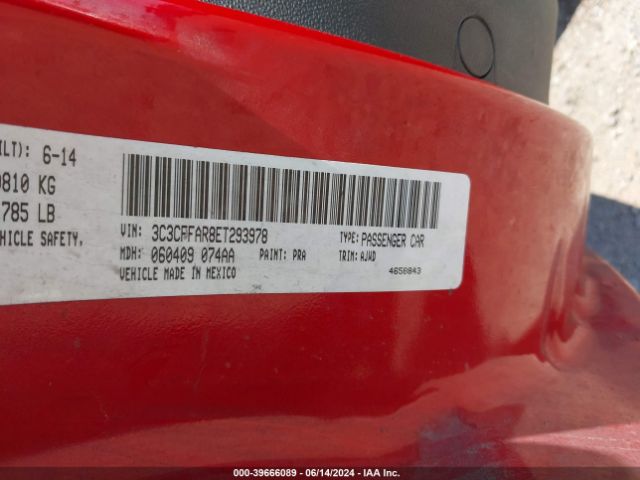 ILT): 6-14
0810 KG
785 LB
EHICLE SAFETY.
VIN: 3C3CFFAR8ET293978 TYPE: PASSENGER CAR
MDH: 060409 074AA PAINT: PRA TRIM: AJWD
VEHICLE MADE IN MEXICO 4650843
000-39666089 - 06/14/2024 - IAA Inc.